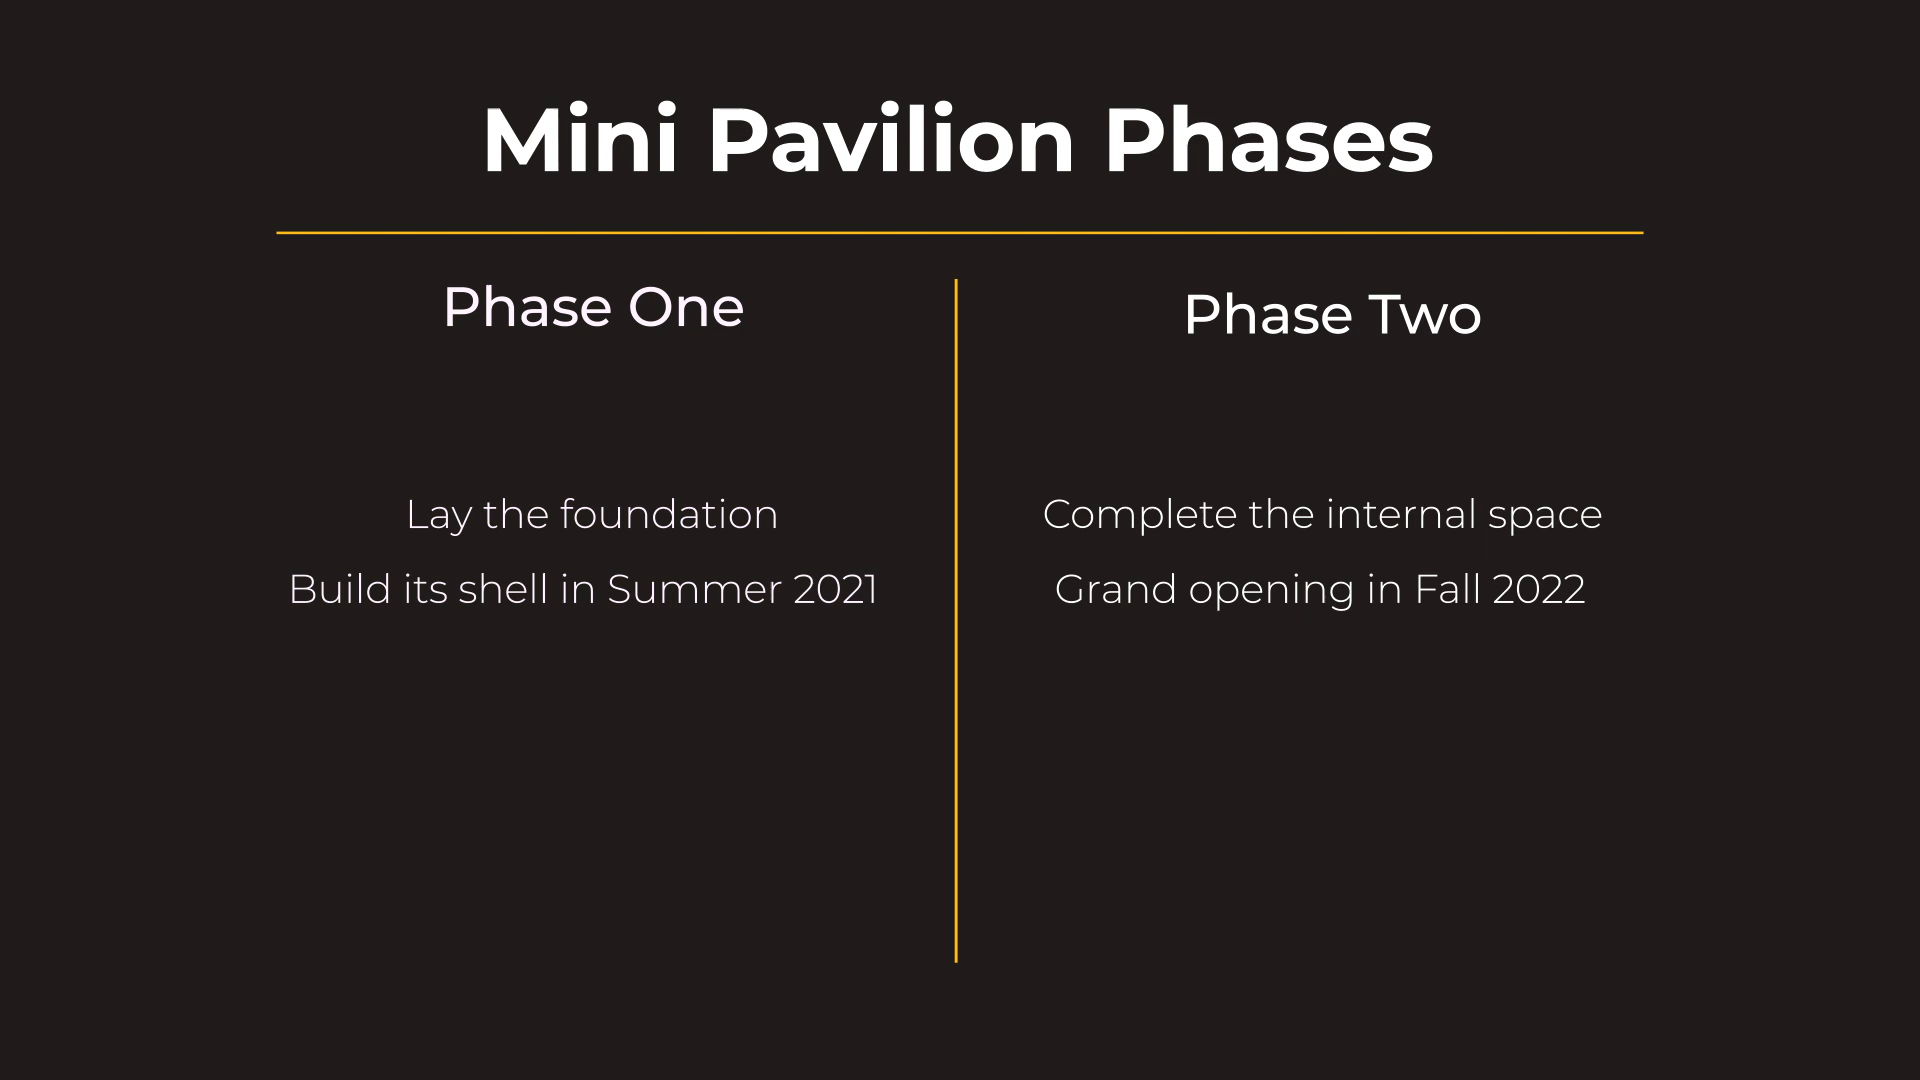 Mini Pavilion Phases
Phase One
Lay the foundation
Build its shell in Summer 2021
Phase Two
Complete the internal space
Grand opening in Fall 2022